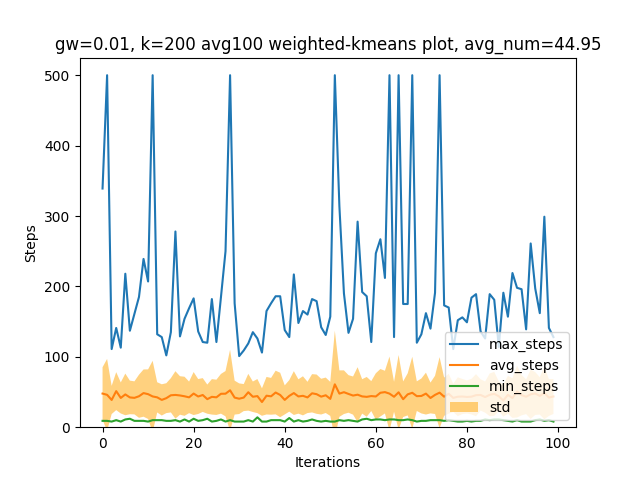 gw=0.01, k=200 avg100 weighted-kmeans plot, avg_num=44.95
500
400
300
200
100
0
Steps
0
20
40
60
80
100
Iterations
max_steps
avg_steps
min_steps
std